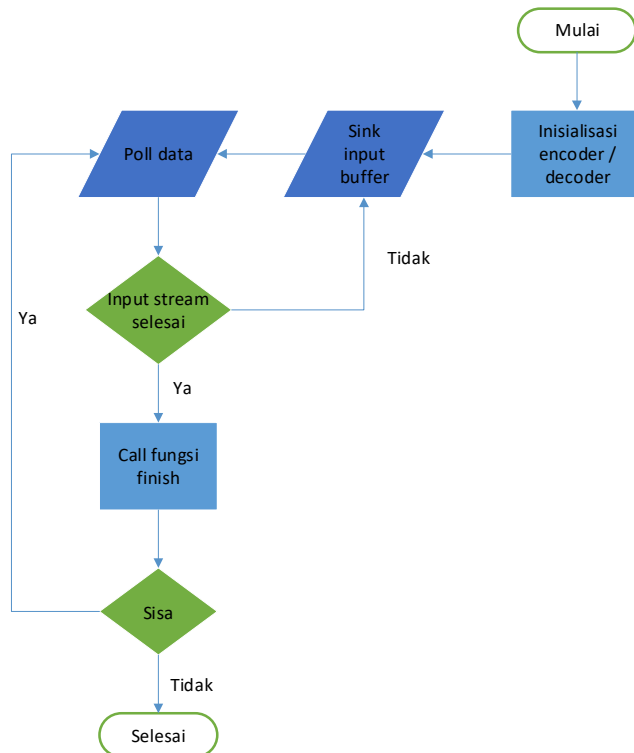 Mulai
Inisialisasi
encoder /
decoder
Sink
input
buffer
Poll data
Input stream
selesai
Tidak
Ya
Ya
Call fungsi
finish
Sisa
Tidak
Selesai